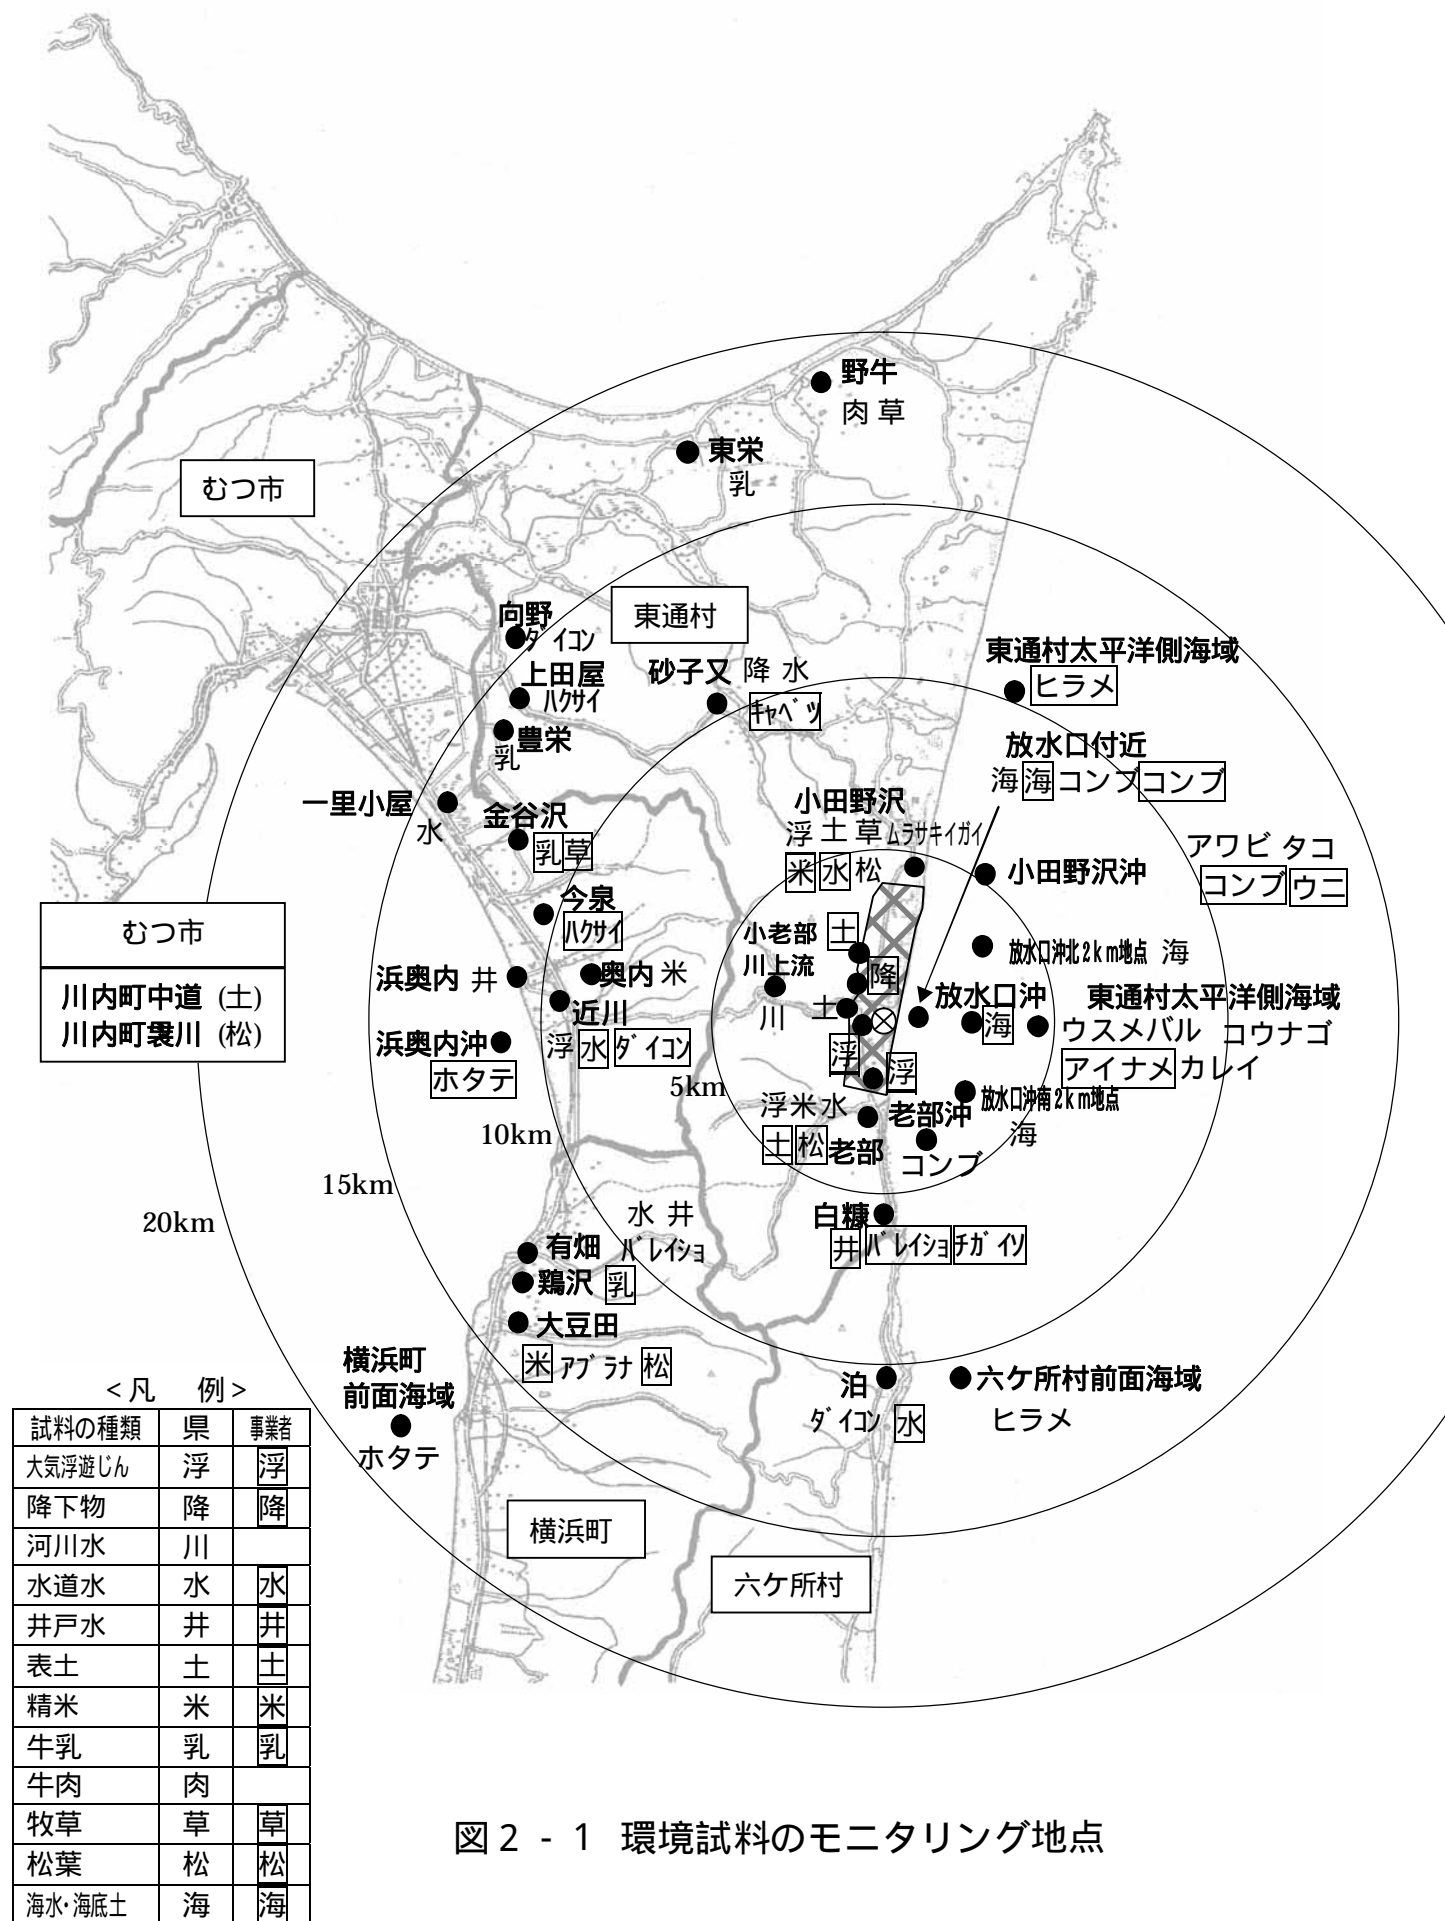 野牛
肉 草
東栄
乳
むつ市
東通村
向野
ダイコン
上田屋
ハクサイ
豊栄
乳
砂子又 降 水
キャベツ
東通村太平洋側海域
ヒラメ
放水口付近
海 海 コンブ コンブ
一里小屋
水
金谷沢
乳 草
小田野沢
浮 土 草 ムラサキイガイ
米 水 松
小田野沢沖
アワビ タコ
コンブ ウニ
今泉
ハクサイ
むつ市
川内町中道 (土)
川内町襲川 (松)
浜奥内 井
奥内 米
近川
浮 水 ダイコン
浜奥内沖
ホタテ
小老部
川上流
川
土
降
土
浮
浮
放水口沖北2km地点 海
放水口沖
海
東通村太平洋側海域
ウスメバル コウナゴ
アイナメ カレイ
放水口沖南2km地点
海
5km
10km
15km
20km
浮 米 水
土 松 老部
老部沖
コンブ
白糠
井 バレイショ チガイソ
水 井
有畑 バレイショ
鶏沢 乳
大豆田
米 アブラナ 松
横浜町
前面海域
ホタテ
泊
ダイコン 水
六ケ所村前面海域
ヒラメ
横浜町
六ケ所村
<凡 例>
試料の種類 県 事業者
大気浮遊じん 浮 浮
降下物 降 降
河川水 川
水道水 水 水
井戸水 井 井
表土 土 土
精米 米 米
牛乳 乳 乳
牛肉 肉
牧草 草 草
松葉 松 松
海水・海底土 海 海
図2-1 環境試料のモニタリング地点